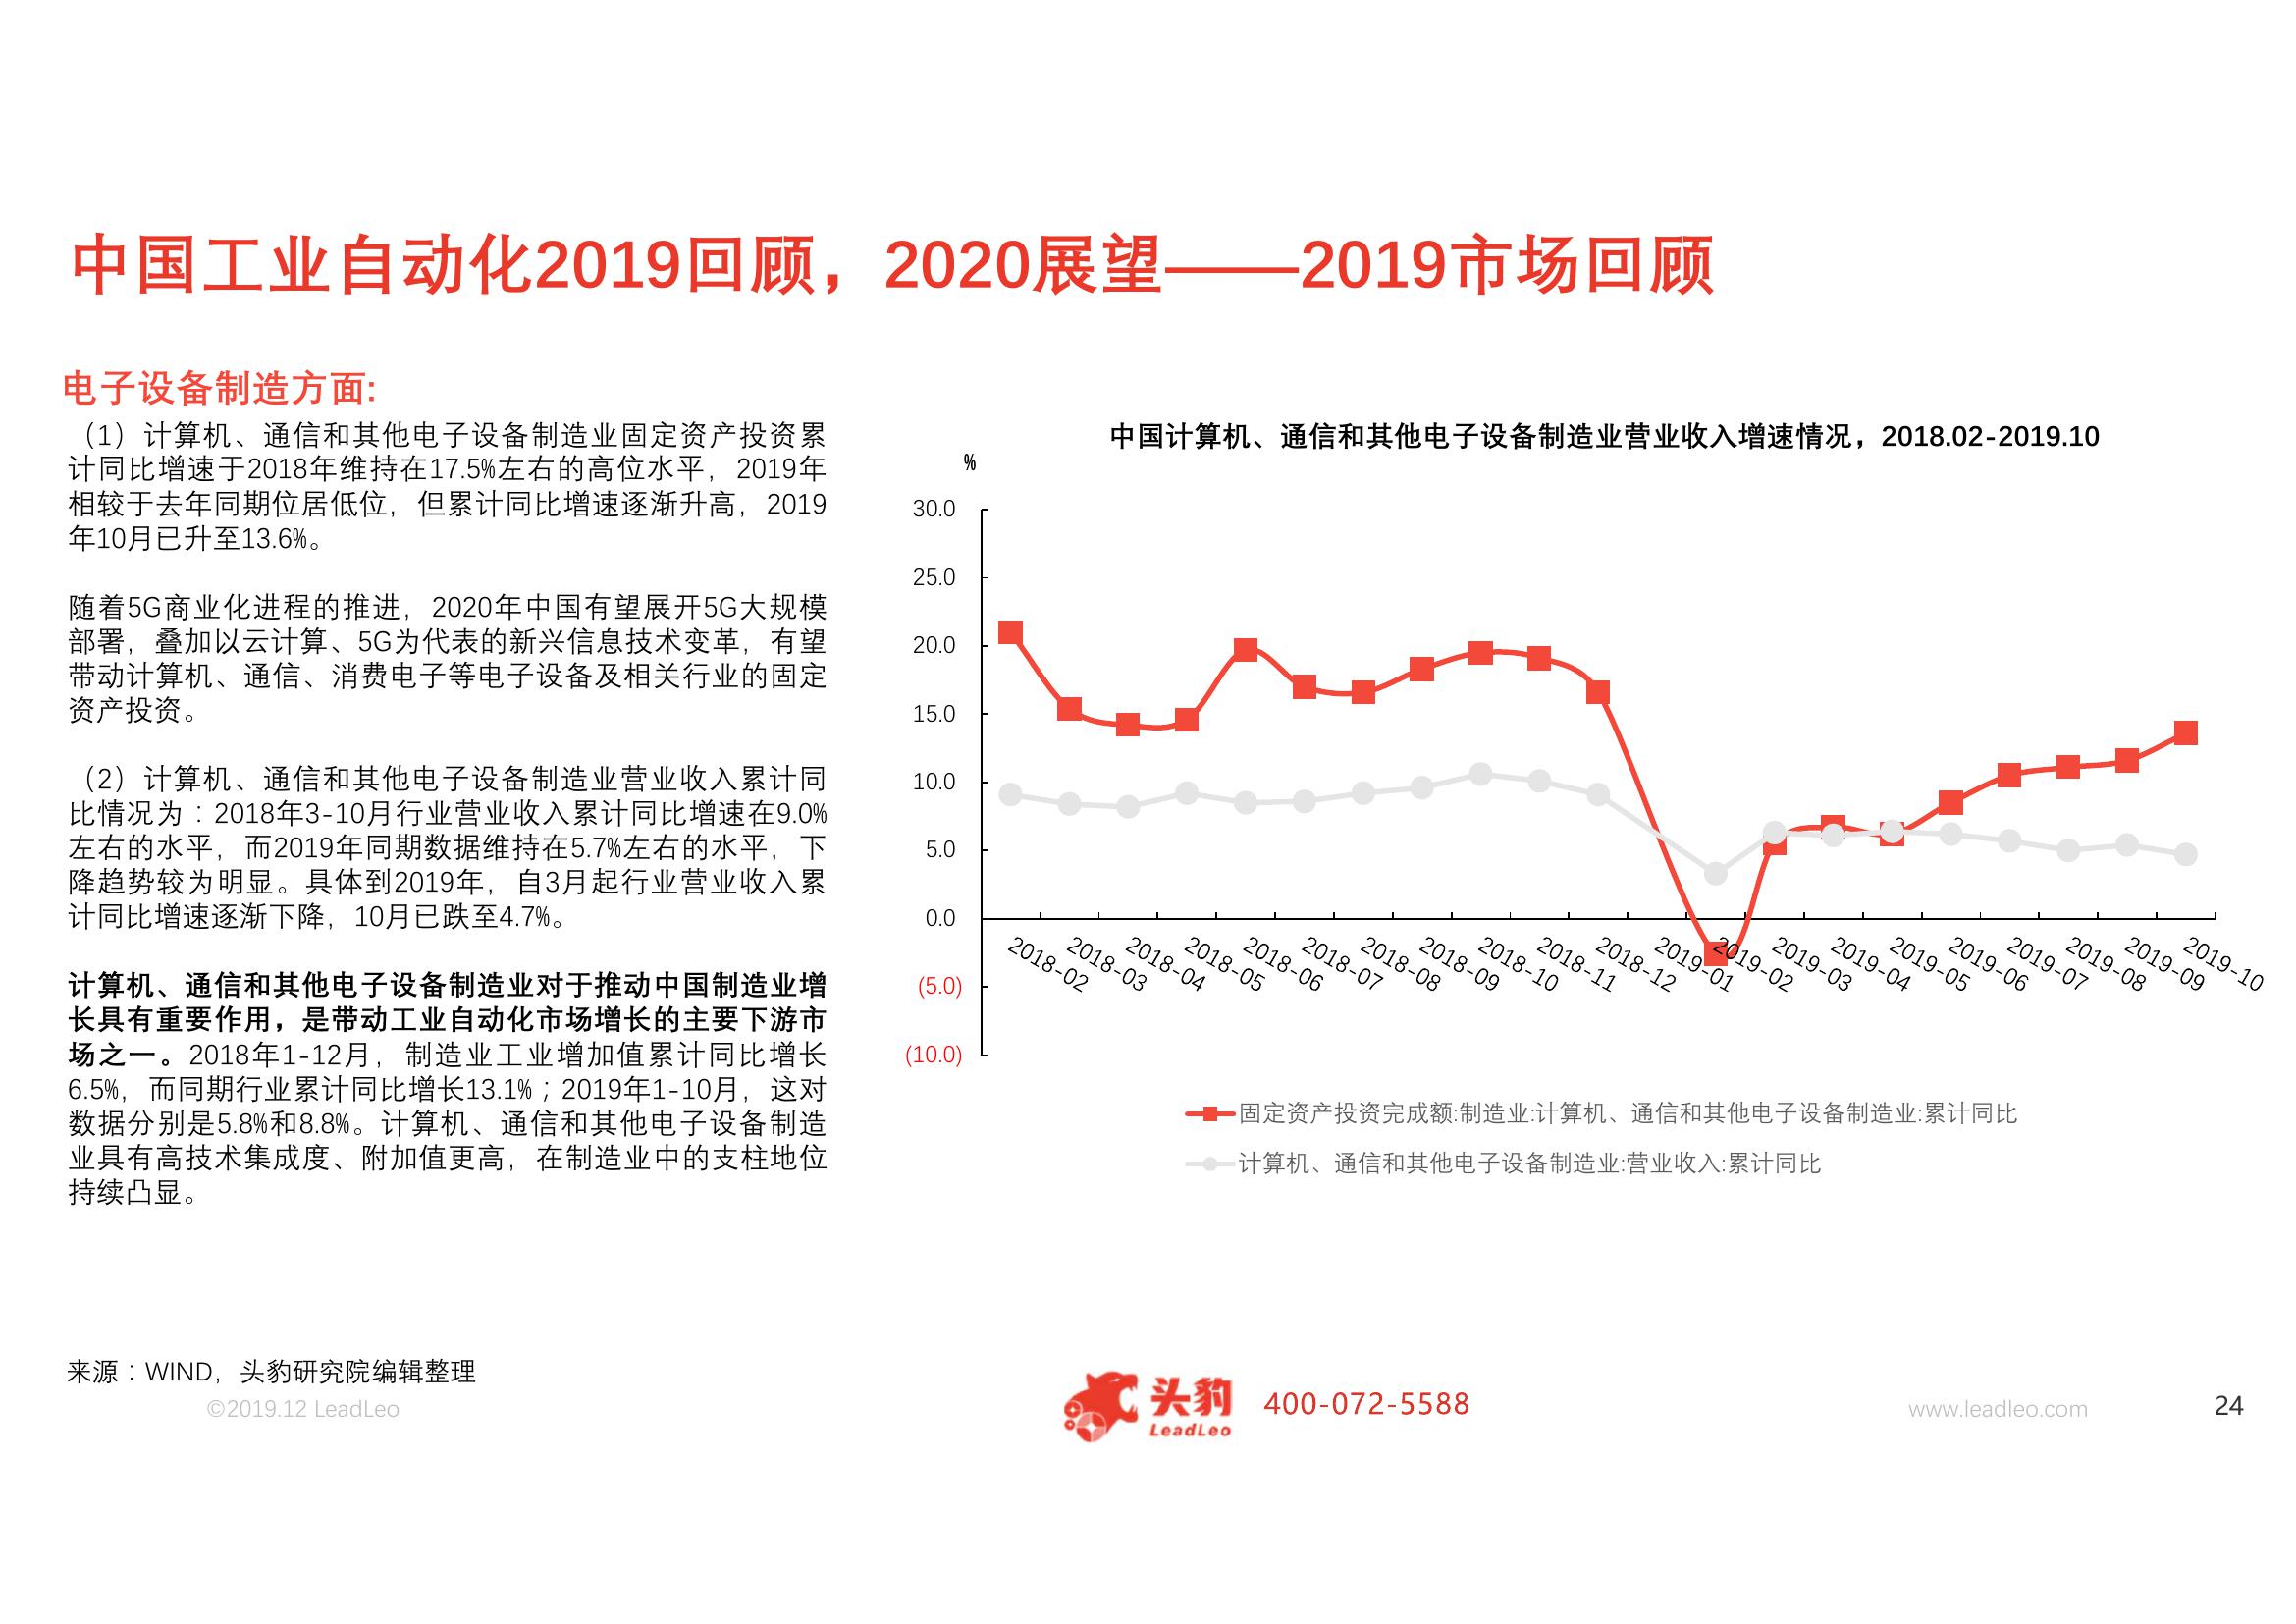 中国工业自动化2019回顾，2020展望——2019市场回顾
电子设备制造方面:
（1）计算机、通信和其他电子设备制造业固定资产投资累
计同比增速于2018年维持在17.5%左右的高位水平，2019年
相较于去年同期位居低位，但累计同比增速逐渐升高，2019
年10月已升至13.6%。
随着5G商业化进程的推进，2020年中国有望展开5G大规模
部署，叠加以云计算、5G为代表的新兴信息技术变革，有望
带动计算机、通信、消费电子等电子设备及相关行业的固定
资产投资。
（2）计算机、通信和其他电子设备制造业营业收入累计同
比情况为：2018年3-10月行业营业收入累计同比增速在9.0%
左右的水平，而2019年同期数据维持在5.7%左右的水平，下
降趋势较为明显。具体到2019年，自3月起行业营业收入累
计同比增速逐渐下降，10月已跌至4.7%。
计算机、通信和其他电子设备制造业对于推动中国制造业增
长具有重要作用，是带动工业自动化市场增长的主要下游市
场之一。2018年1-12月，制造业工业增加值累计同比增长
6.5%，而同期行业累计同比增长13.1%；2019年1-10月，这对
数据分别是5.8%和8.8%。计算机、通信和其他电子设备制造
业具有高技术集成度、附加值更高，在制造业中的支柱地位
持续凸显。
中国计算机、通信和其他电子设备制造业营业收入增速情况，2018.02-2019.10
%
30.0
25.0
20.0
15.0
10.0
5.0
0.0
(5.0)
(10.0)
2018-02
2018-03
2018-04
2018-05
2018-06
2018-07
2018-08
2018-09
2018-10
2018-11
2018-12
2019-01
2019-02
2019-03
2019-04
2019-05
2019-06
2019-07
2019-08
2019-09
2019-10
固定资产投资完成额:制造业:计算机、通信和其他电子设备制造业:累计同比
计算机、通信和其他电子设备制造业:营业收入:累计同比
来源：WIND，头豹研究院编辑整理
©2019.12 LeadLeo
头豹
LeadLeo
400-072-5588
www.leadleo.com
24